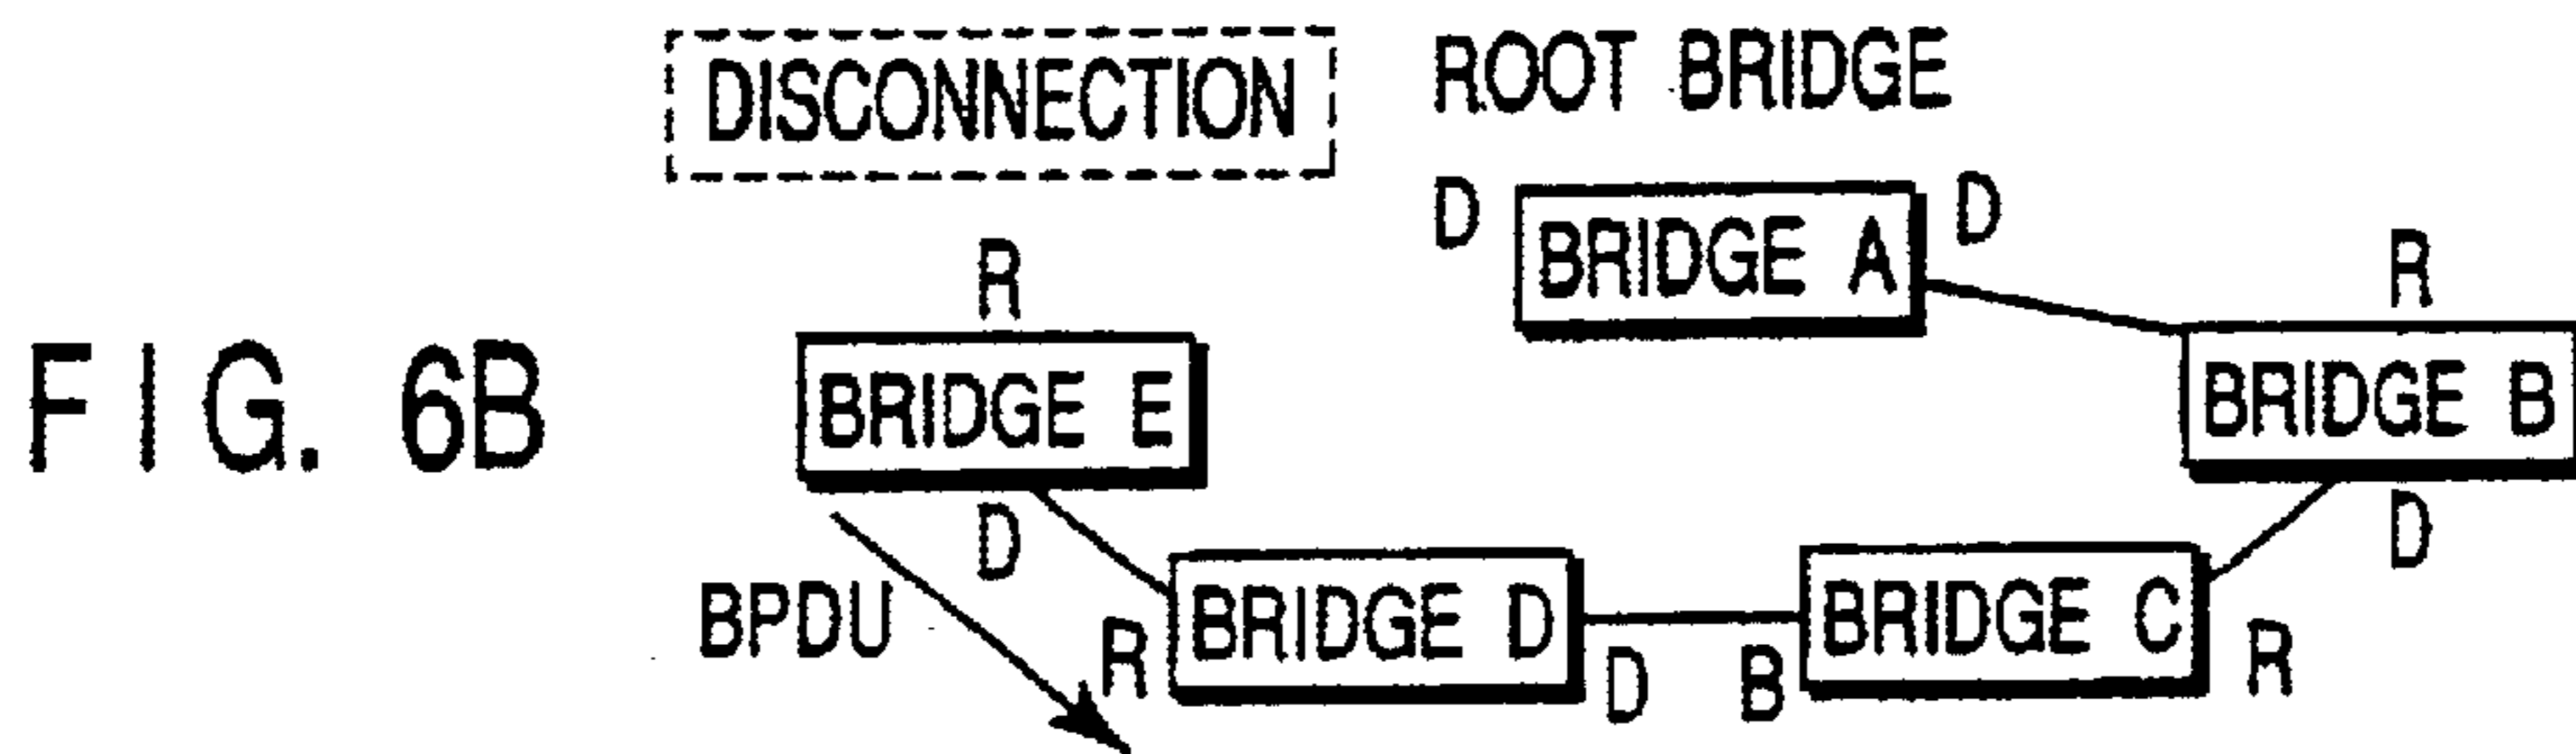 DISCONNECTION
ROOT BRIDGE
D BRIDGE A D
R
R
FIG. 6B
BRIDGE E
BRIDGE B
D
D
BPDU
R BRIDGE D D
B BRIDGE C R